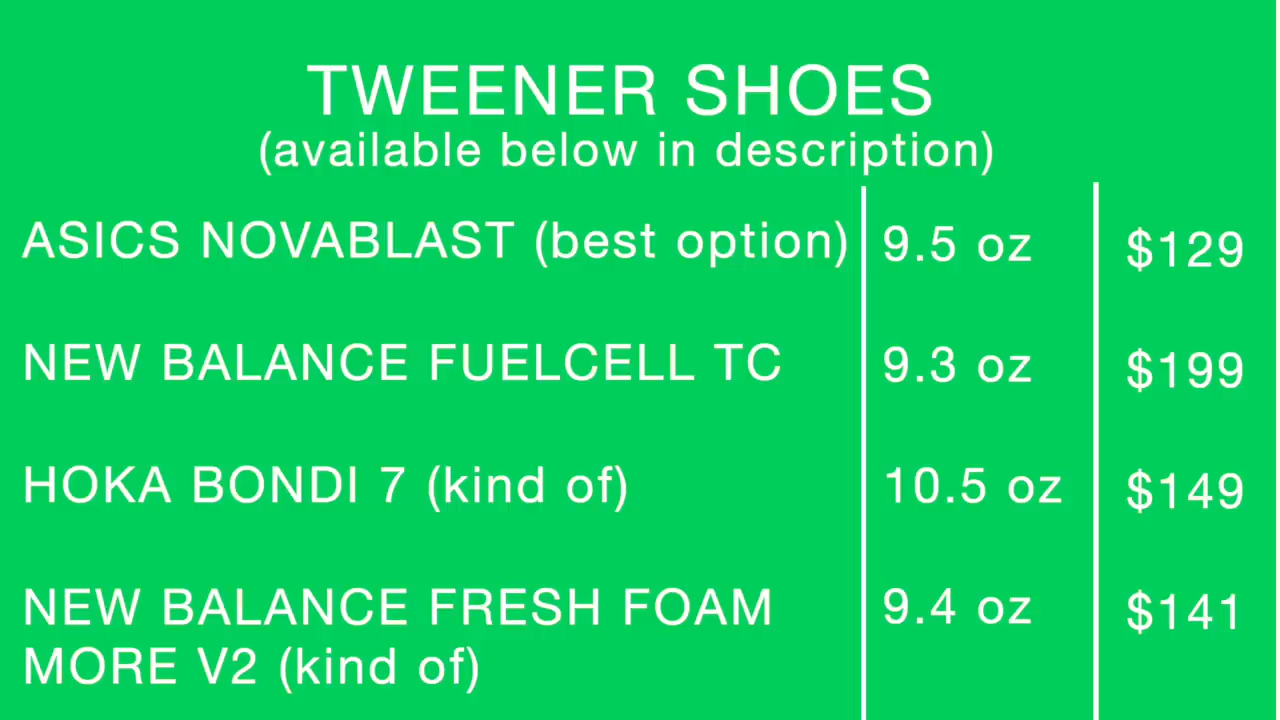 TWEENER SHOES
(available below in description)
ASICS NOVABLAST (best option) 9.5 oz $129
NEW BALANCE FUELCELL TC 9.3 oz $199
HOKA BONDI 7 (kind of) 10.5 oz $149
NEW BALANCE FRESH FOAM 9.4 oz $141
MORE V2 (kind of)